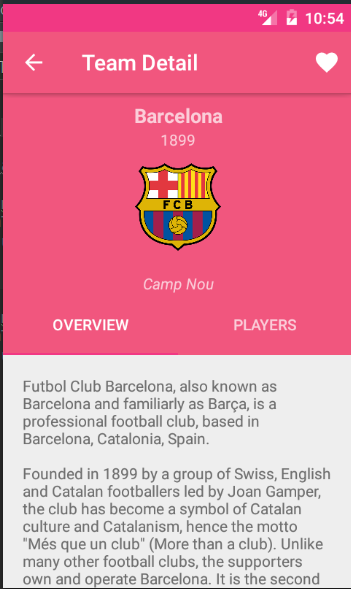 4G 10:54
Team Detail
Barcelona
1899
FCB
Camp Nou
OVERVIEW PLAYERS
Futbol Club Barcelona, also known as
Barcelona and familiarly as Barça, is a
professional football club, based in
Barcelona, Catalonia, Spain.
Founded in 1899 by a group of Swiss, English
and Catalan footballers led by Joan Gamper,
the club has become a symbol of Catalan
culture and Catalanism, hence the motto
"Més que un club" (More than a club). Unlike
many other football clubs, the supporters
own and operate Barcelona. It is the second